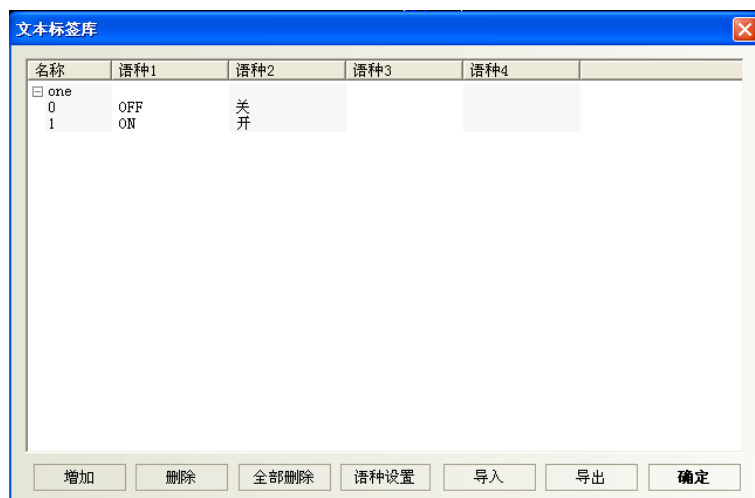 文本标签库
名称 语种1 语种2 语种3 语种4
one
0 OFF 关
1 ON 开
增加 删除 全部删除 语种设置 导入 导出 确定